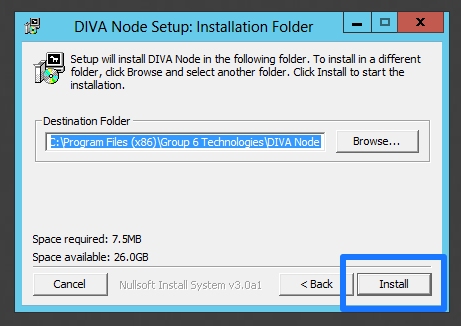 DIVA Node Setup: Installation Folder
Setup will install DIVA Node in the following folder. To install in a different
folder, click Browse and select another folder. Click Install to start the
installation.
Destination Folder
C:\Program Files (x86)\Group 6 Technologies\DIVA Node
Browse...
Space required: 7.5MB
Space available: 26.0GB
Cancel
Nullsoft Install System v3.0a1
< Back
Install